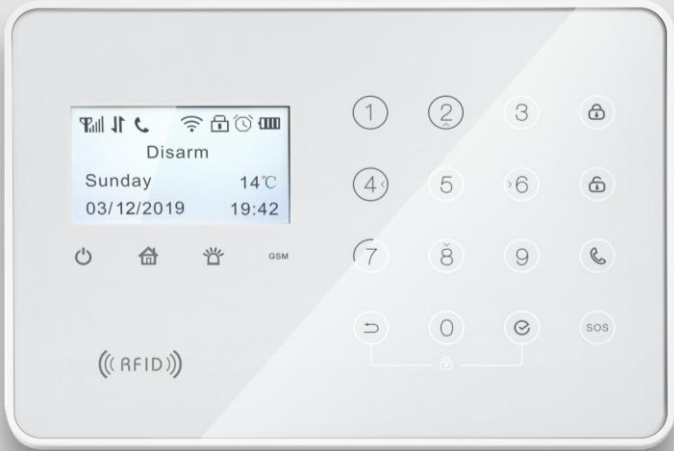 Disarm
Sunday 14℃
03/12/2019 19:42
GSM
1 2 3
4 5 6
7 8 9
0 SOS
RFID